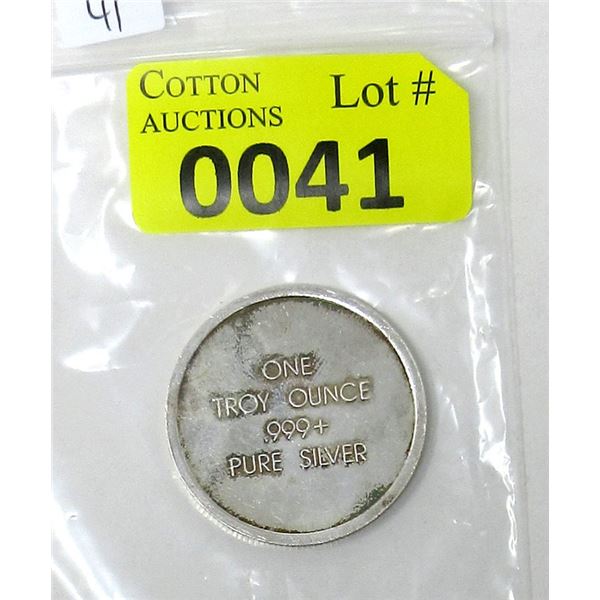 41
COTTON
AUCTIONS
Lot #
0041
ONE
TROY OUNCE
.999+
PURE SILVER